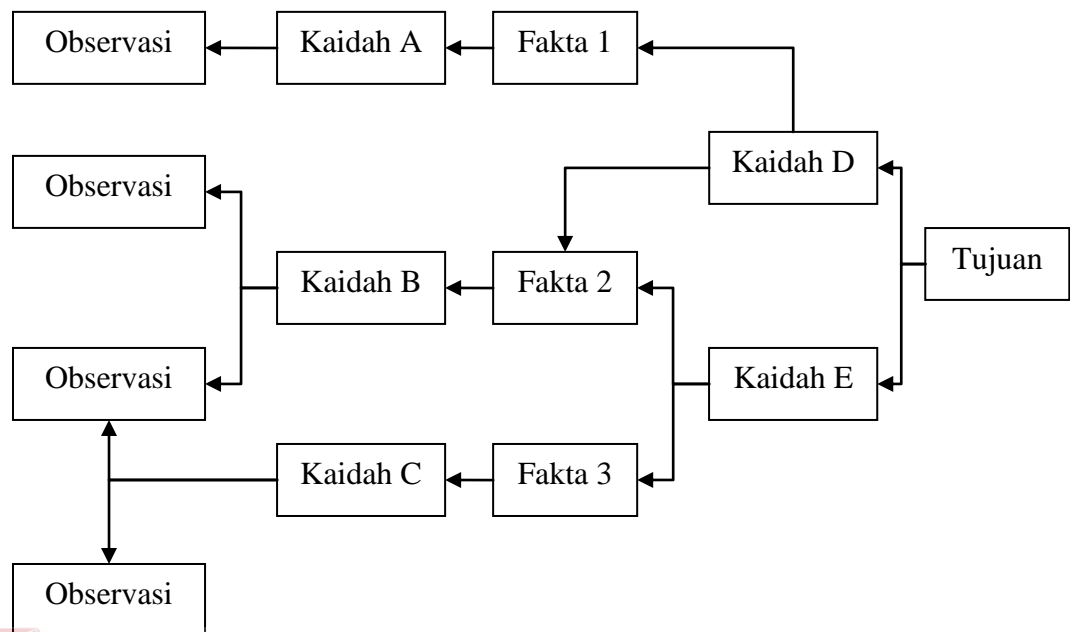 Observasi
Kaidah A
Fakta 1
Observasi
Kaidah D
Kaidah B
Fakta 2
Tujuan
Observasi
Kaidah E
Kaidah C
Fakta 3
Observasi